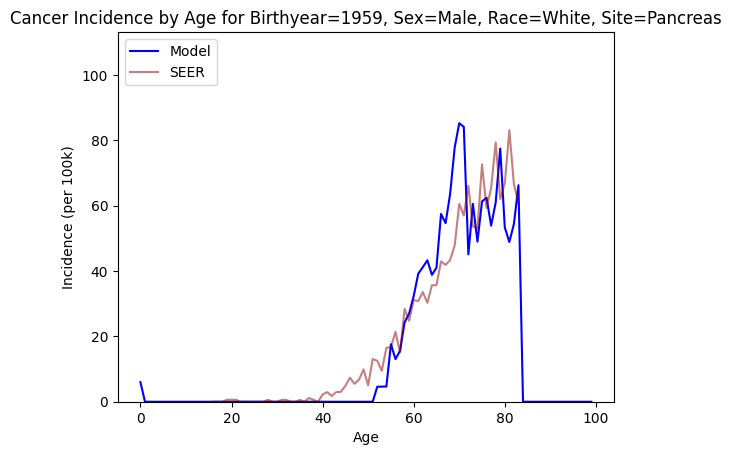 Cancer Incidence by Age for Birthyear=1959, Sex=Male, Race=White, Site=Pancreas
Model
SEER
100
80
60
40
20
0
Incidence (per 100k)
0 20 40 60 80 100
Age